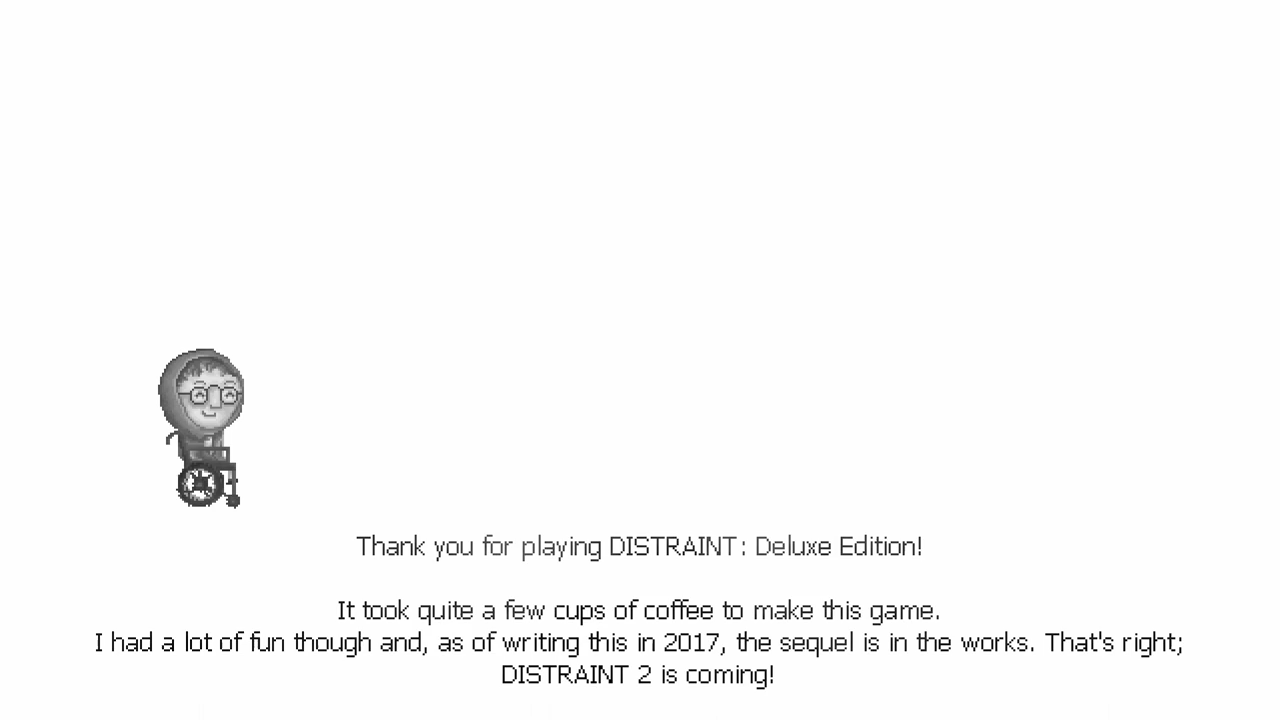 Thank you for playing DISTRAINT: Deluxe Edition!
It took quite a few cups of coffee to make this game.
I had a lot of fun though and, as of writing this in 2017, the sequel is in the works. That's right;
DISTRAINT 2 is coming!